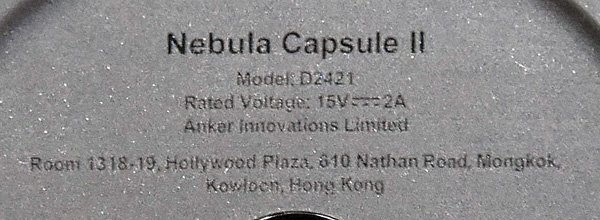 Nebula Capsule II
Model: D2421
Rated Voltage: 15V⎓2A
Anker Innovations Limited
Room 1318-19, Hollywood Plaza, 610 Nathan Road, Mongkok,
Kowloon, Hong Kong